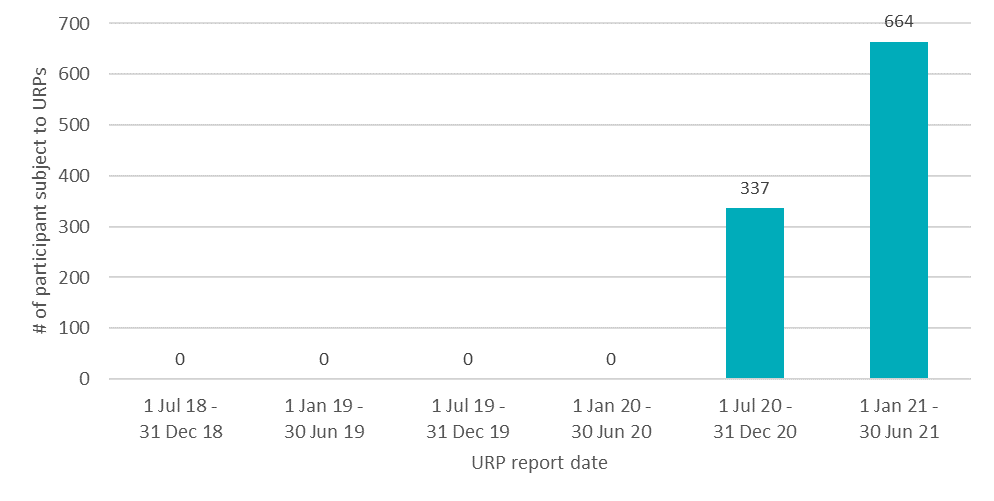 # of participant subject to URPs
700
600
500
400
300
200
100
0
0
0
0
0
337
664
1 Jul 18 -
31 Dec 18
1 Jan 19 -
30 Jun 19
1 Jul 19 -
31 Dec 19
1 Jan 20 -
30 Jun 20
1 Jul 20 -
31 Dec 20
1 Jan 21 -
30 Jun 21
URP report date